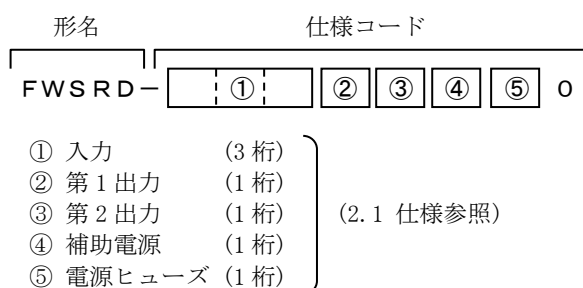 形名 仕様コード
FWSRD－ ① ② ③ ④ ⑤ 0
① 入力 (3 桁)
② 第 1 出力 (1 桁)
③ 第 2 出力 (1 桁) (2.1 仕様参照)
④ 補助電源 (1 桁)
⑤ 電源ヒューズ (1 桁)